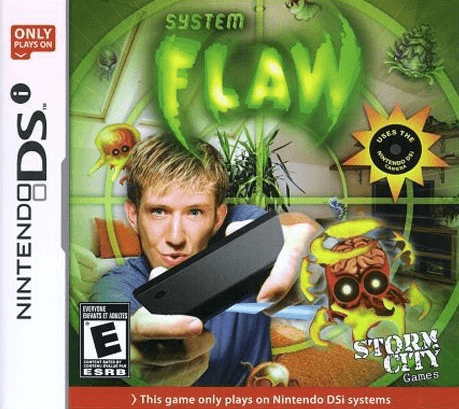 ONLY
PLAYS ON
NINTENDO DSi
TM
SYSTEM
FLAW
USES THE
NINTENDO DSi
CAMERA
EVERYONE
ENFANTS ET ADULTES
E
CONTENT RATED BY
CONTENU ÉVALUÉ PAR
ESRB
STORM
CITY
Games
> This game only plays on Nintendo DSi systems